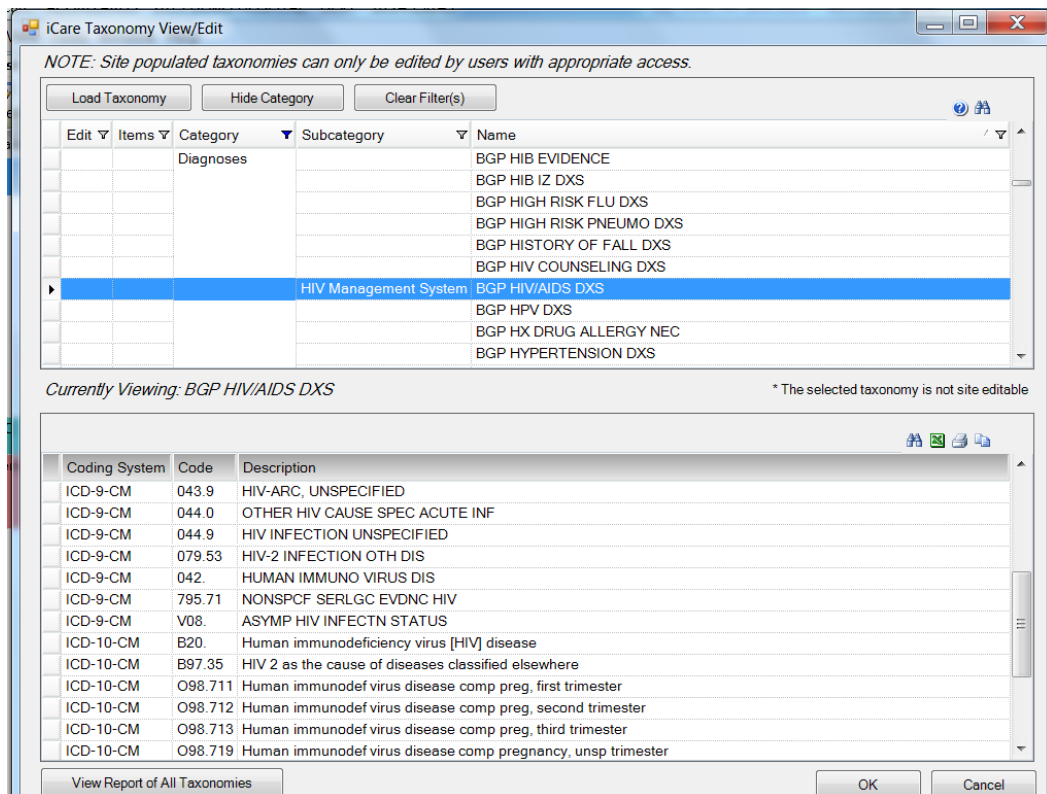 iCare Taxonomy View/Edit
NOTE: Site populated taxonomies can only be edited by users with appropriate access.
Load Taxonomy Hide Category Clear Filter(s)
Edit Items Category Subcategory Name
Diagnoses BGP HIB EVIDENCE
BGP HIB IZ DXS
BGP HIGH RISK FLU DXS
BGP HIGH RISK PNEUMO DXS
BGP HISTORY OF FALL DXS
BGP HIV COUNSELING DXS
HIV Management System BGP HIV/AIDS DXS
BGP HPV DXS
BGP HX DRUG ALLERGY NEC
BGP HYPERTENSION DXS
Currently Viewing: BGP HIV/AIDS DXS * The selected taxonomy is not site editable
Coding System Code Description
ICD-9-CM 043.9 HIV-ARC, UNSPECIFIED
ICD-9-CM 044.0 OTHER HIV CAUSE SPEC ACUTE INF
ICD-9-CM 044.9 HIV INFECTION UNSPECIFIED
ICD-9-CM 079.53 HIV-2 INFECTION OTH DIS
ICD-9-CM 042. HUMAN IMMUNO VIRUS DIS
ICD-9-CM 795.71 NONSPCF SERLGC EVDNC HIV
ICD-9-CM V08. ASYMP HIV INFECTN STATUS
ICD-10-CM B20. Human immunodeficiency virus [HIV] disease
ICD-10-CM B97.35 HIV 2 as the cause of diseases classified elsewhere
ICD-10-CM O98.711 Human immunodef virus disease comp preg, first trimester
ICD-10-CM O98.712 Human immunodef virus disease comp preg, second trimester
ICD-10-CM O98.713 Human immunodef virus disease comp preg, third trimester
ICD-10-CM O98.719 Human immunodef virus disease comp pregnancy, unsp trimester
View Report of All Taxonomies OK Cancel